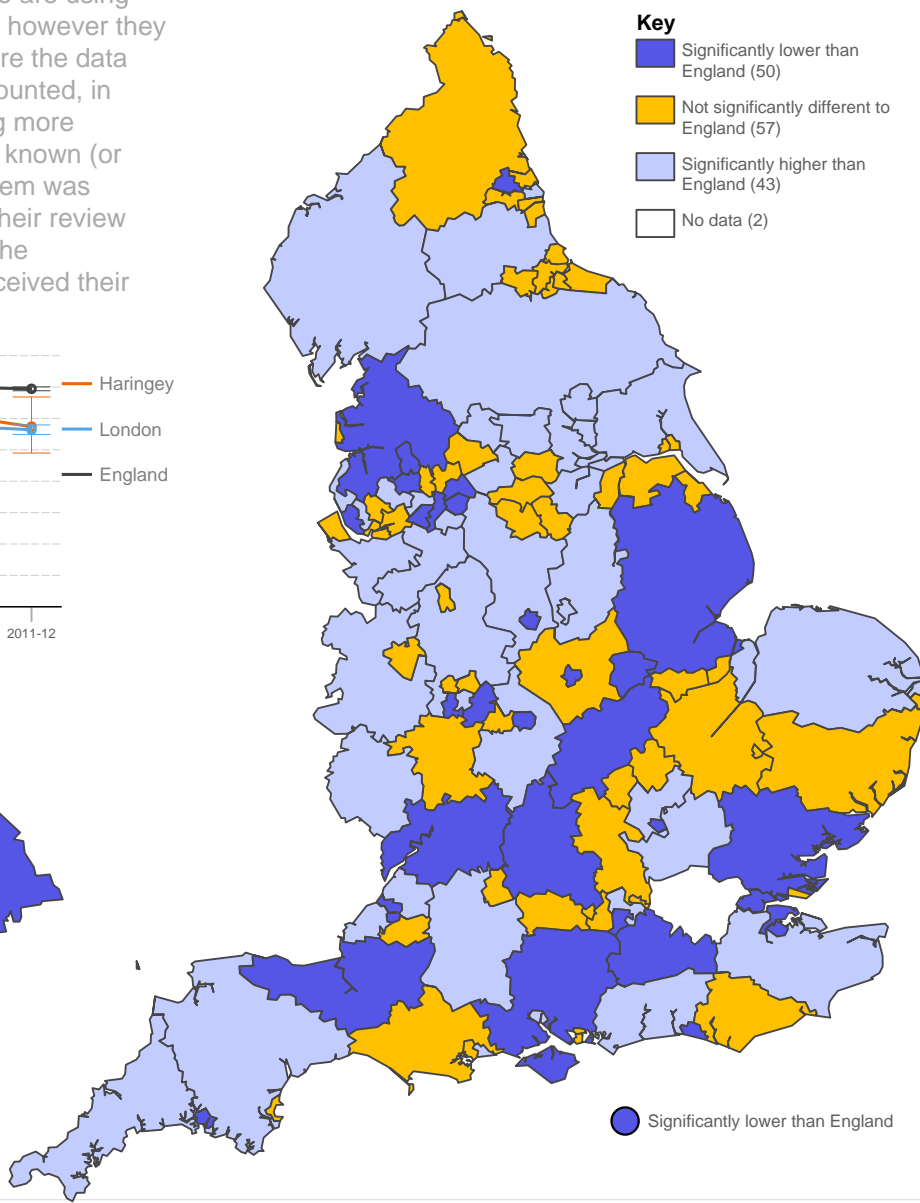 are using
however they
re the data
ounted, in
g more
known (or
em was
heir review
he
ceived their
Key
Significantly lower than
England (50)
Not significantly different to
England (57)
Significantly higher than
England (43)
No data (2)
Haringey
London
England
2011-12
Significantly lower than England